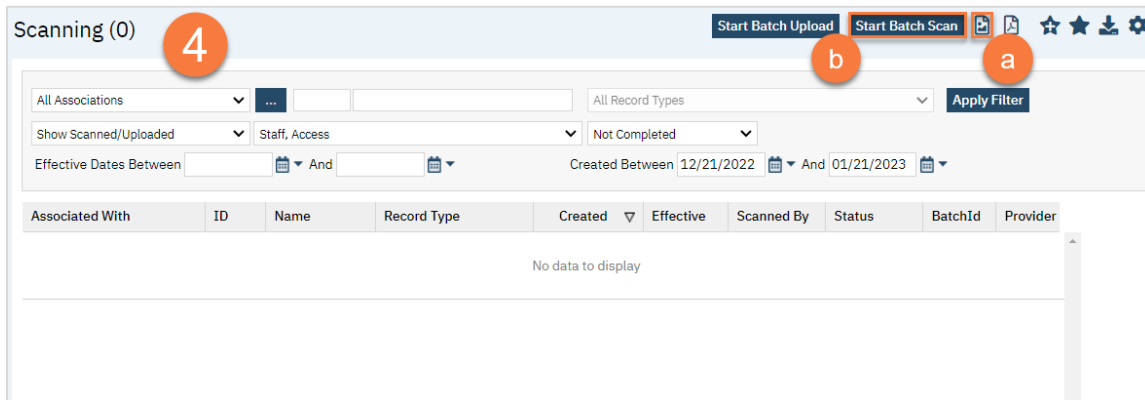 Scanning (0)
4
Start Batch Upload
Start Batch Scan
b
a
All Associations
...
All Record Types
Apply Filter
Show Scanned/Uploaded
Staff, Access
Not Completed
Effective Dates Between
And
Created Between 12/21/2022
And 01/21/2023
Associated With ID Name Record Type Created Effective Scanned By Status BatchId Provider
No data to display